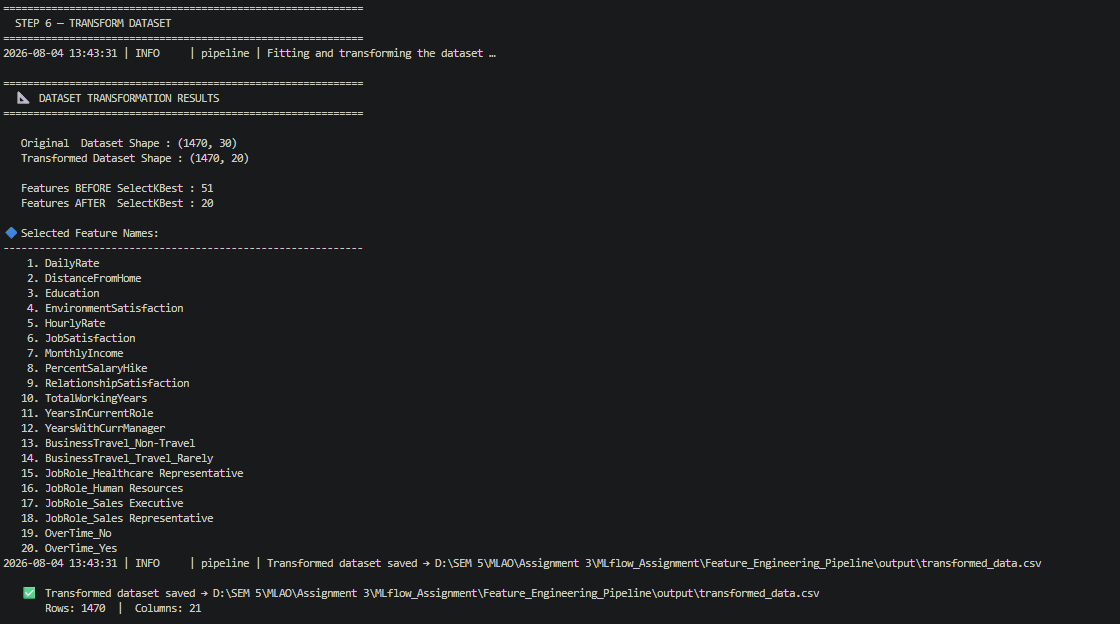 ============================================================
STEP 6 — TRANSFORM DATASET
============================================================
2026-08-04 13:43:31 | INFO     | pipeline | Fitting and transforming the dataset …
============================================================
📐 DATASET TRANSFORMATION RESULTS
============================================================
Original  Dataset Shape : (1470, 30)
Transformed Dataset Shape : (1470, 20)
Features BEFORE SelectKBest : 51
Features AFTER  SelectKBest : 20
🔷 Selected Feature Names:
------------------------------------------------------------
1. DailyRate
2. DistanceFromHome
3. Education
4. EnvironmentSatisfaction
5. HourlyRate
6. JobSatisfaction
7. MonthlyIncome
8. PercentSalaryHike
9. RelationshipSatisfaction
10. TotalWorkingYears
11. YearsInCurrentRole
12. YearsWithCurrManager
13. BusinessTravel_Non-Travel
14. BusinessTravel_Travel_Rarely
15. JobRole_Healthcare Representative
16. JobRole_Human Resources
17. JobRole_Sales Executive
18. JobRole_Sales Representative
19. OverTime_No
20. OverTime_Yes
2026-08-04 13:43:31 | INFO     | pipeline | Transformed dataset saved → D:\SEM 5\MLAO\Assignment 3\MLflow_Assignment\Feature_Engineering_Pipeline\output\transformed_data.csv
✅ Transformed dataset saved → D:\SEM 5\MLAO\Assignment 3\MLflow_Assignment\Feature_Engineering_Pipeline\output\transformed_data.csv
Rows: 1470  |  Columns: 21